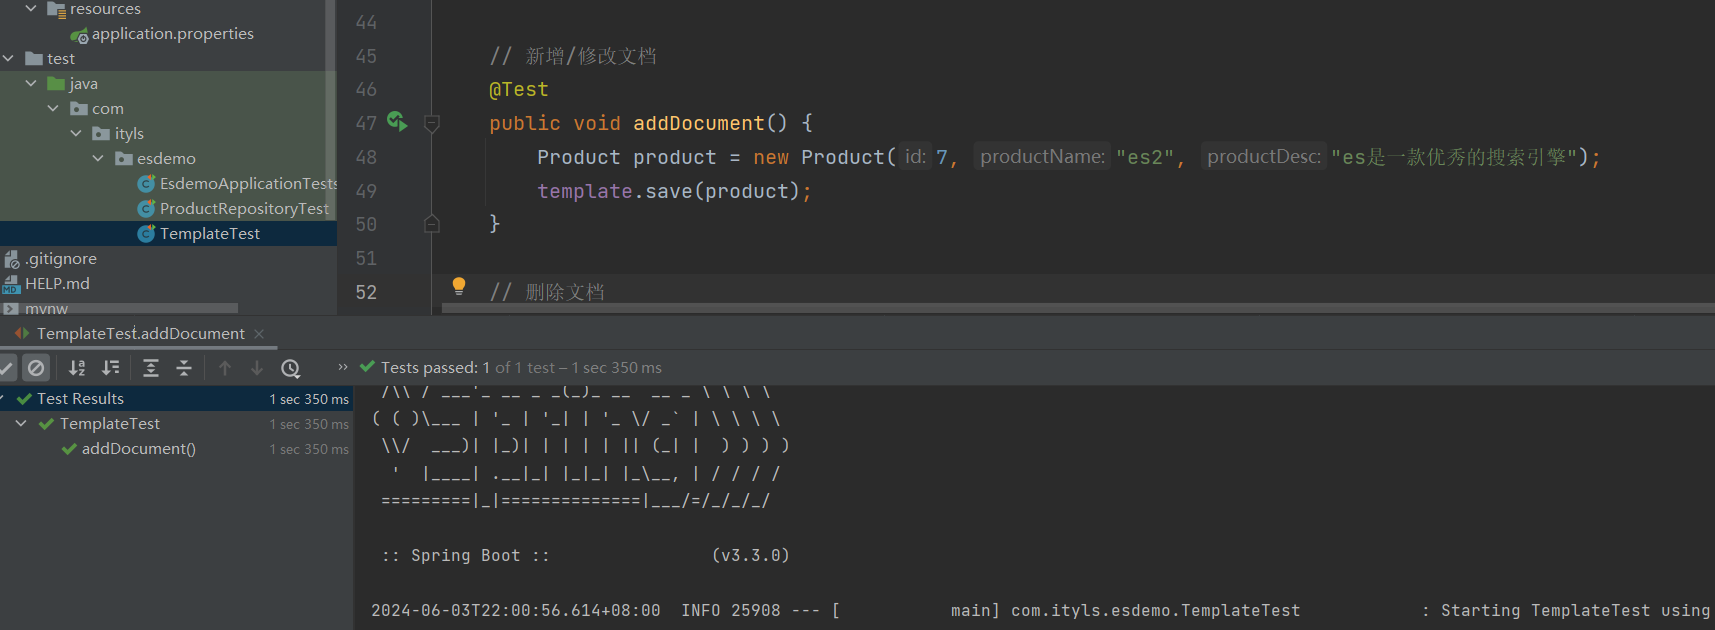 resources
application.properties
test
java
com
ityls
esdemo
EsdemoApplicationTests
ProductRepositoryTest
TemplateTest
.gitignore
HELP.md
mvnw
44
45 // 新增/修改文档
46 @Test
47 public void addDocument() {
48 Product product = new Product( id: 7, productName: "es2", productDesc: "es是一款优秀的搜索引擎");
49 template.save(product);
50 }
51
52 // 删除文档
TemplateTest.addDocument
» Tests passed: 1 of 1 test – 1 sec 350 ms
Test Results 1 sec 350 ms
TemplateTest 1 sec 350 ms
addDocument() 1 sec 350 ms
/\\ / ___'_ __ _ _(_)_ __  __ _ \ \ \ \
( ( )\___ | '_ | '_| | '_ \/ _` | \ \ \ \
\\/  ___)| |_)| | | | | || (_| |  ) ) ) )
'  |____| .__|_| |_|_| |_\__, | / / / /
=========|_|==============|___/=/_/_/_/
:: Spring Boot :: (v3.3.0)
2024-06-03T22:00:56.614+08:00 INFO 25908 --- [ main] com.ityls.esdemo.TemplateTest : Starting TemplateTest using